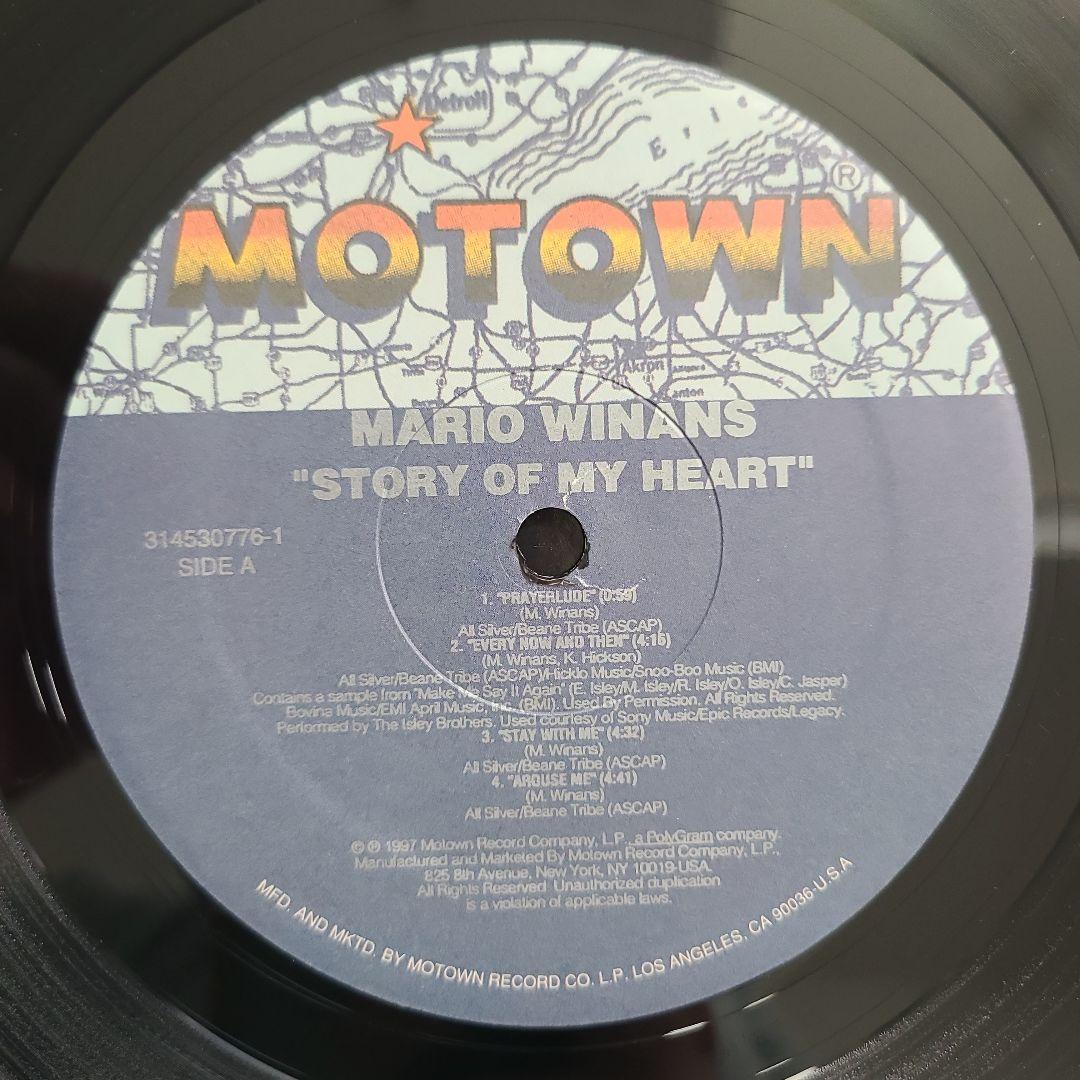 Detroit
Erie
®
MOTOWN
Akron
Canton
MARIO WINANS
"STORY OF MY HEART"
314530776-1
SIDE A
1. "PRAYERLUDE" (0:59)
(M. Winans)
All Silver/Beane Tribe (ASCAP)
2. "EVERY NOW AND THEN" (4:16)
(M. Winans, K. Hickson)
All Silver/Beane Tribe (ASCAP)/Hicklo Music/Snoo-Boo Music (BMI)
Contains a sample from "Make Me Say It Again" (E. Isley/M. Isley/R. Isley/O. Isley/C. Jasper)
Bovina Music/EMI April Music, Inc. (BMI). Used By Permission. All Rights Reserved.
Performed by The Isley Brothers. Used courtesy of Sony Music/Epic Records/Legacy.
3. "STAY WITH ME" (4:32)
(M. Winans)
All Silver/Beane Tribe (ASCAP)
4. "AROUSE ME" (4:41)
(M. Winans)
All Silver/Beane Tribe (ASCAP)
© ℗ 1997 Motown Record Company, L.P., a PolyGram company.
Manufactured and Marketed By Motown Record Company, L.P.,
825 8th Avenue, New York, NY 10019-USA.
All Rights Reserved. Unauthorized duplication
is a violation of applicable laws.
MFD. AND MKTD. BY MOTOWN RECORD CO. L.P. LOS ANGELES, CA 90036-U.S.A